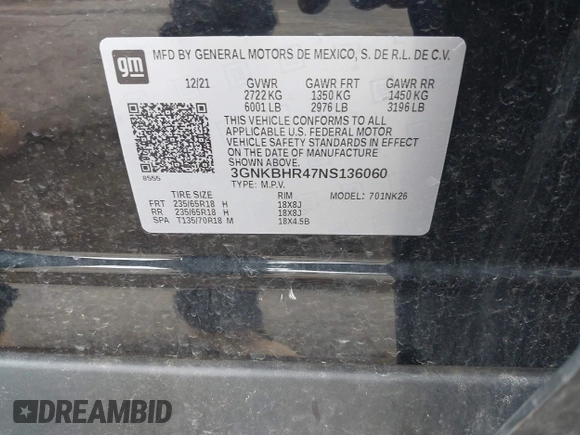 gm
MFD BY GENERAL MOTORS DE MEXICO, S. DE R.L. DE C.V.
12/21 GVWR GAWR FRT GAWR RR
2722 KG 1350 KG 1450 KG
6001 LB 2976 LB 3196 LB
THIS VEHICLE CONFORMS TO ALL
APPLICABLE U.S. FEDERAL MOTOR
VEHICLE SAFETY STANDARDS IN EFFECT
ON THE DATE OF MANUFACTURE
SHOWN ABOVE.
8555
3GNKBHR47NS136060
TYPE: M.P.V. MODEL: 701NK26
TIRE SIZE RIM
FRT 235/65R18 H 18X8J
RR 235/65R18 H 18X8J
SPA T135/70R18 M 18X4.5B
DREAMBID